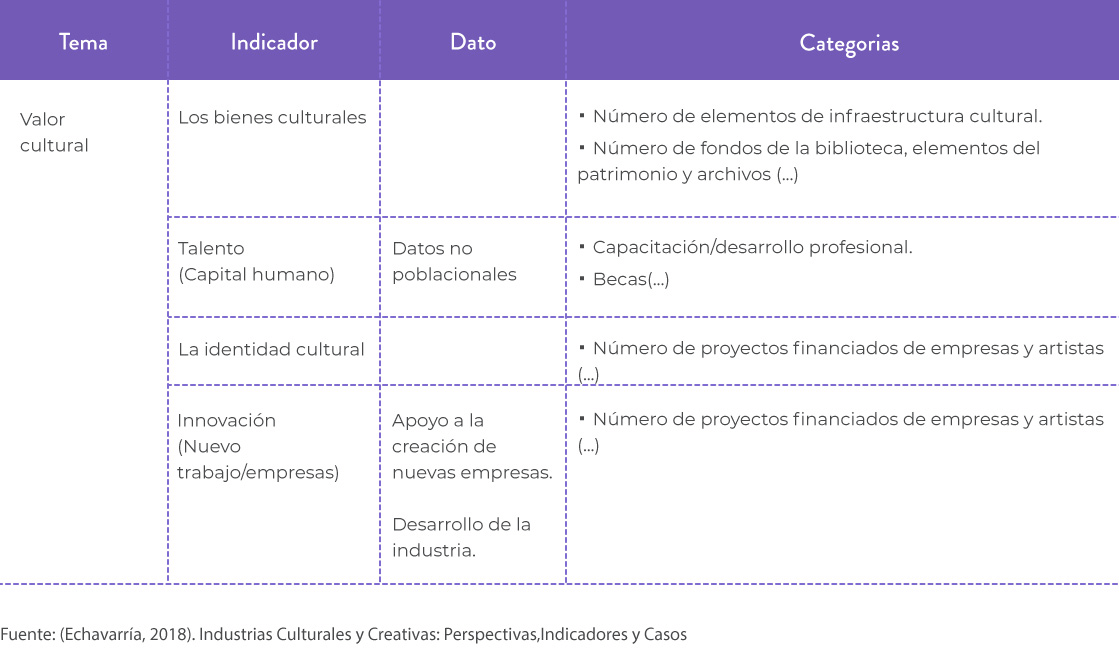 Tema Indicador Dato Categorias
Valor
cultural
Los bienes culturales
▪ Número de elementos de infraestructura cultural.
▪ Número de fondos de la biblioteca, elementos del
patrimonio y archivos (...)
Talento
(Capital humano)
Datos no
poblacionales
▪ Capacitación/desarrollo profesional.
▪ Becas(...)
La identidad cultural
▪ Número de proyectos financiados de empresas y artistas
(...)
Innovación
(Nuevo
trabajo/empresas)
Apoyo a la
creación de
nuevas empresas.
Desarrollo de la
industria.
▪ Número de proyectos financiados de empresas y artistas
(...)
Fuente: (Echavarría, 2018). Industrias Culturales y Creativas: Perspectivas,Indicadores y Casos